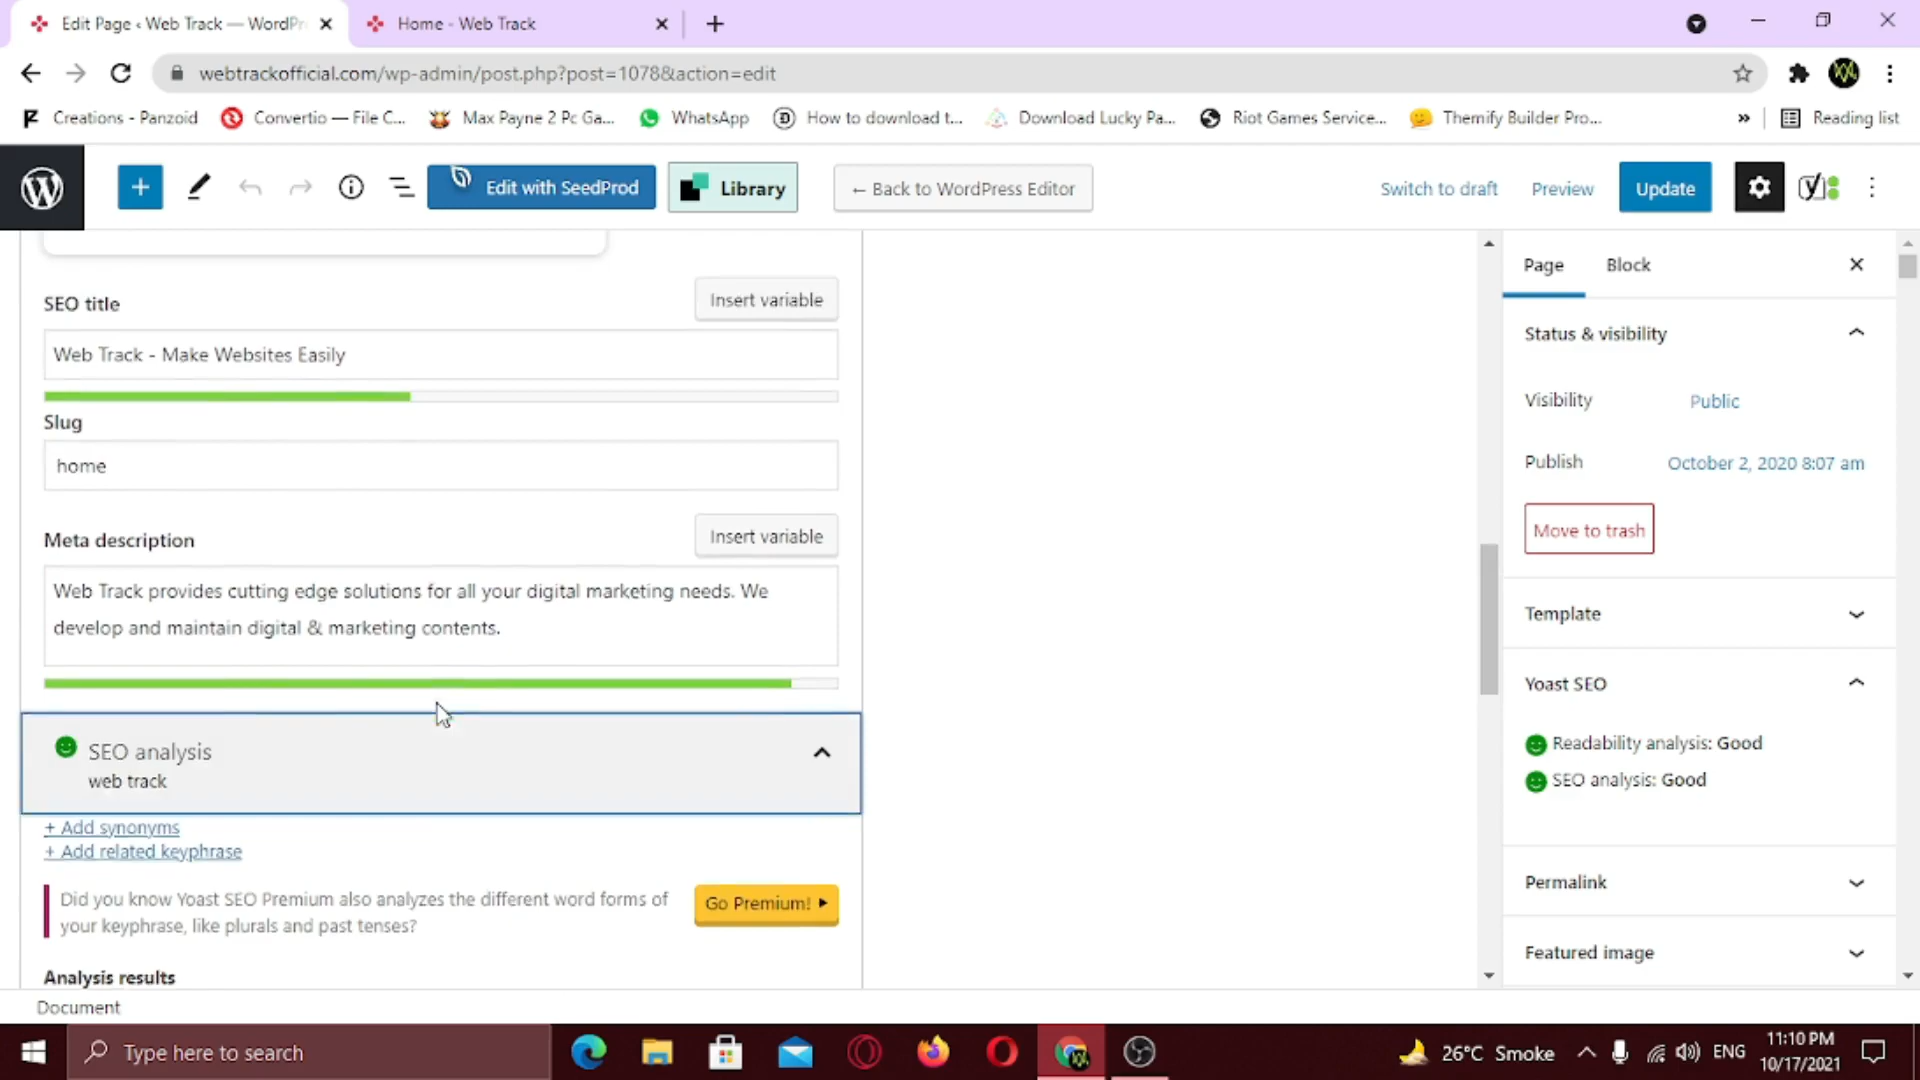 Edit Page ‹ Web Track — WordPr
Home - Web Track
webtrackofficial.com/wp-admin/post.php?post=1078&action=edit
Creations - Panzoid
Convertio — File C...
Max Payne 2 Pc Ga...
WhatsApp
How to download t...
Download Lucky Pa...
Riot Games Service...
Themify Builder Pro...
»
Reading list
Edit with SeedProd
Library
← Back to WordPress Editor
Switch to draft
Preview
Update
SEO title
Insert variable
Web Track - Make Websites Easily
Slug
home
Meta description
Insert variable
Web Track provides cutting edge solutions for all your digital marketing needs. We
develop and maintain digital & marketing contents.
SEO analysis
web track
+ Add synonyms
+ Add related keyphrase
Did you know Yoast SEO Premium also analyzes the different word forms of
your keyphrase, like plurals and past tenses?
Go Premium!
Analysis results
Document
Page
Block
Status & visibility
Visibility
Public
Publish
October 2, 2020 8:07 am
Move to trash
Template
Yoast SEO
Readability analysis: Good
SEO analysis: Good
Permalink
Featured image
Type here to search
26°C Smoke
ENG
11:10 PM
10/17/2021